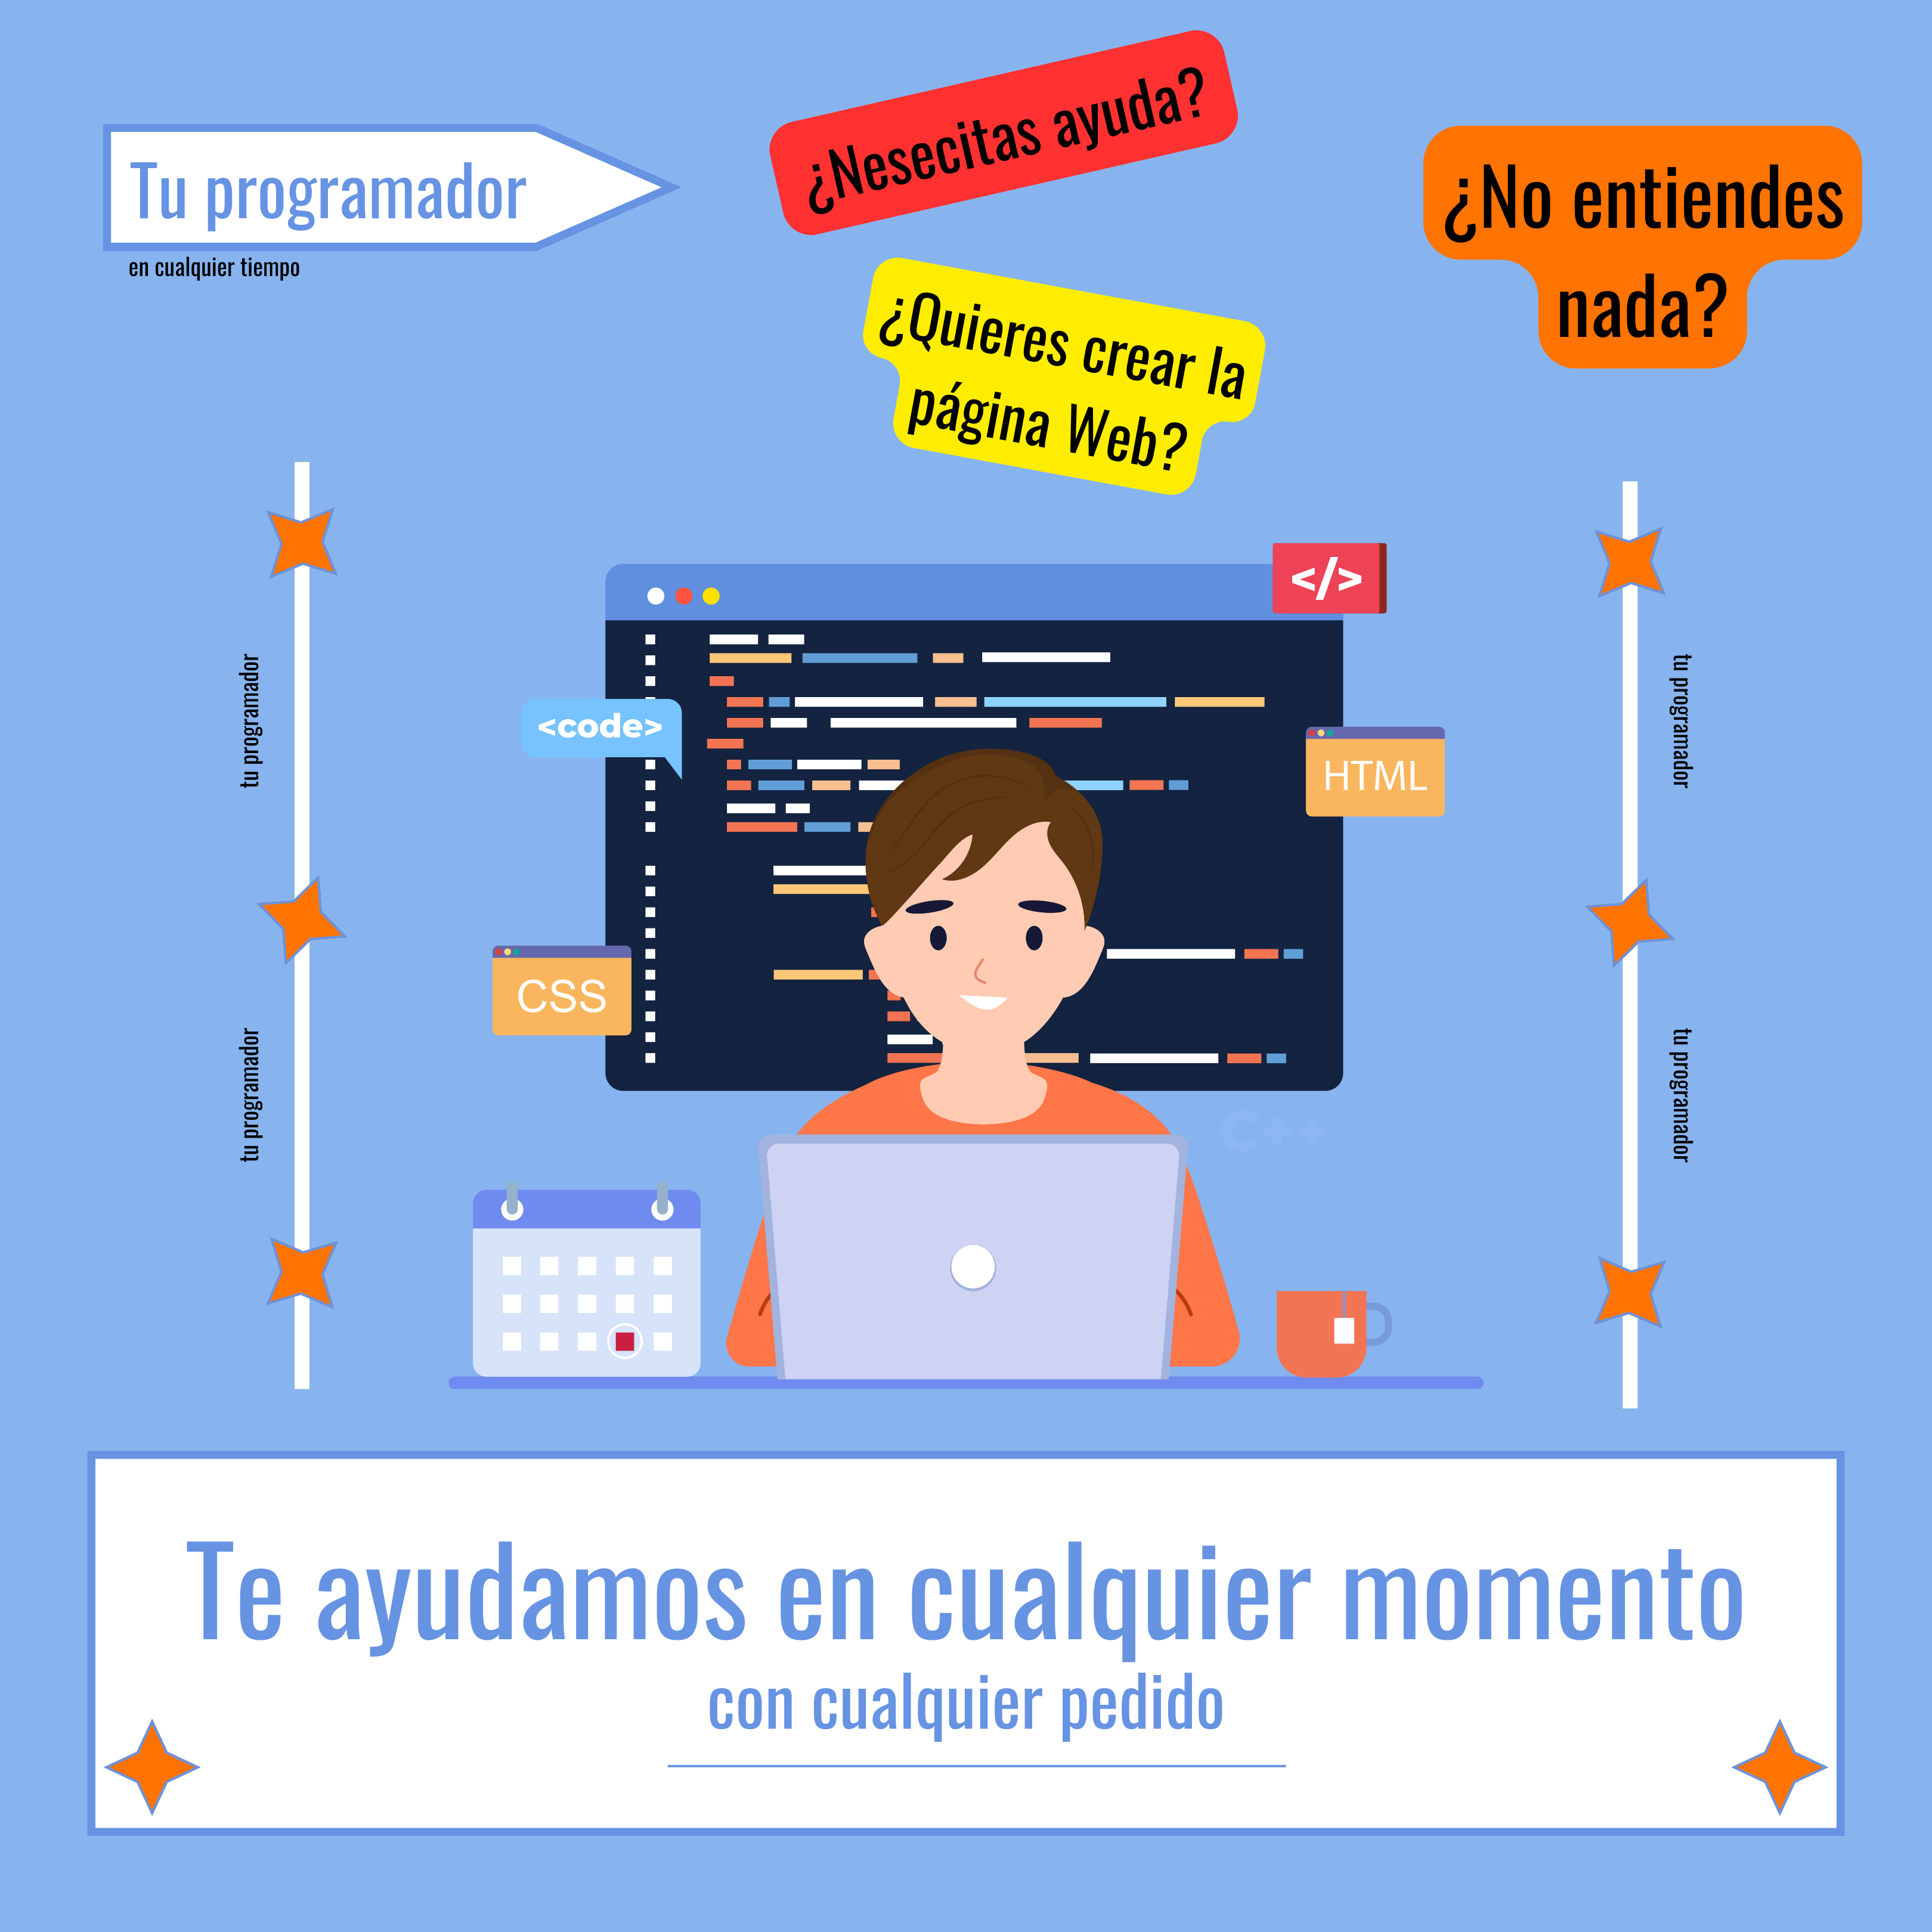 ¿Nesecitas ayuda?
Tu programador
en cualquier tiempo
¿No entiendes
nada?
¿Quieres crear la
página Web?
</>
<code>
HTML
CSS
C++
tu programador
tu programador
tu programador
tu programador
Te ayudamos en cualquier momento
con cualquier pedido